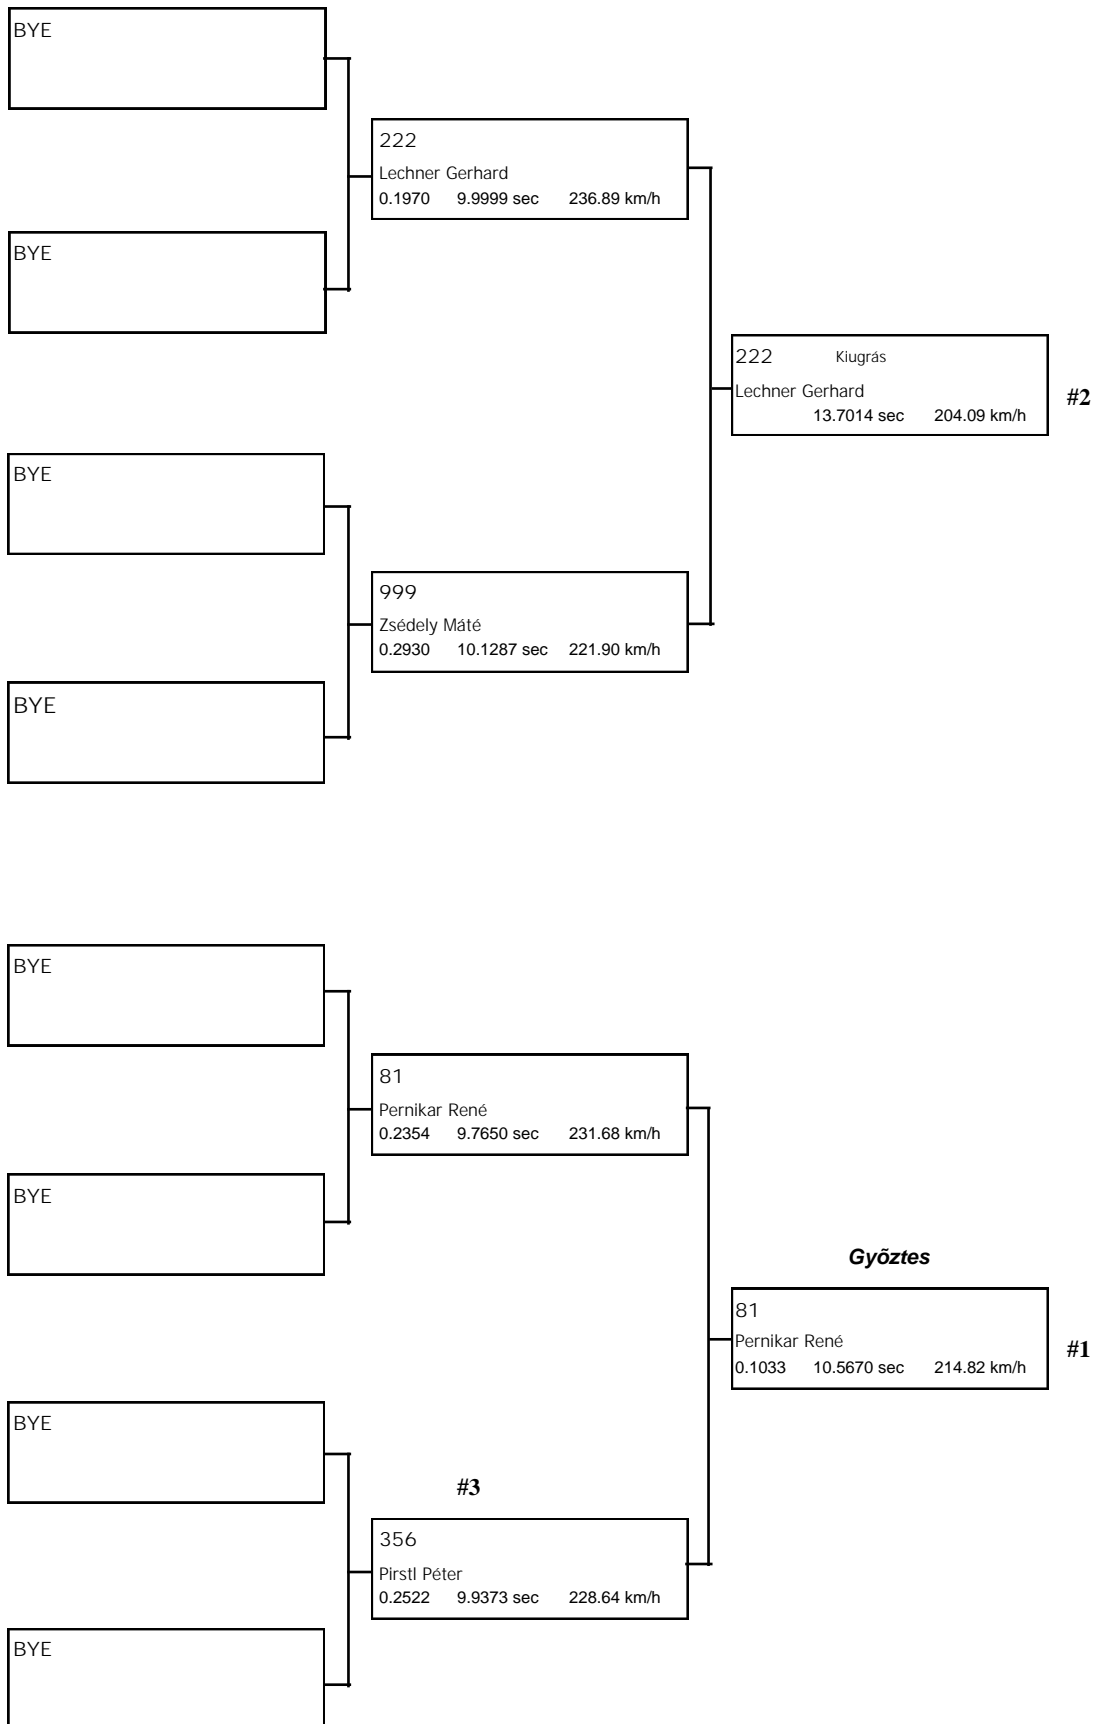 BYE
222
Lechner Gerhard
0.1970 9.9999 sec 236.89 km/h
BYE
222 Kiugrás
Lechner Gerhard
13.7014 sec 204.09 km/h
#2
BYE
999
Zsédely Máté
0.2930 10.1287 sec 221.90 km/h
BYE
BYE
81
Pernikar René
0.2354 9.7650 sec 231.68 km/h
BYE
Gyõztes
81
Pernikar René
0.1033 10.5670 sec 214.82 km/h
#1
BYE
#3
356
Pirstl Péter
0.2522 9.9373 sec 228.64 km/h
BYE